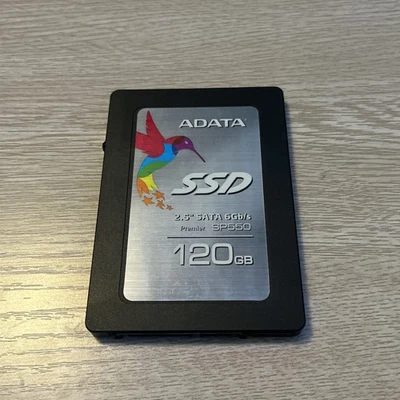 ADATA
SSD
2.5" SATA 6Gb/s
Premier SP550
120GB